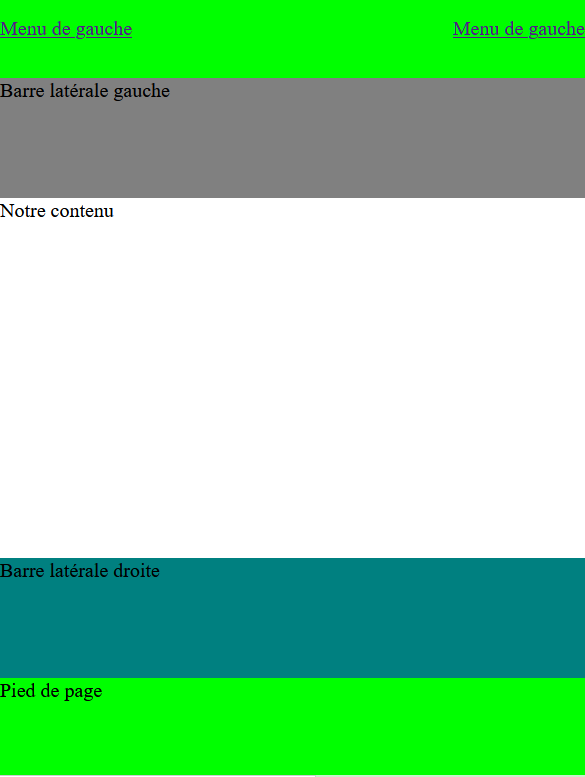 Menu de gauche Menu de gauche
Barre latérale gauche
Notre contenu
Barre latérale droite
Pied de page